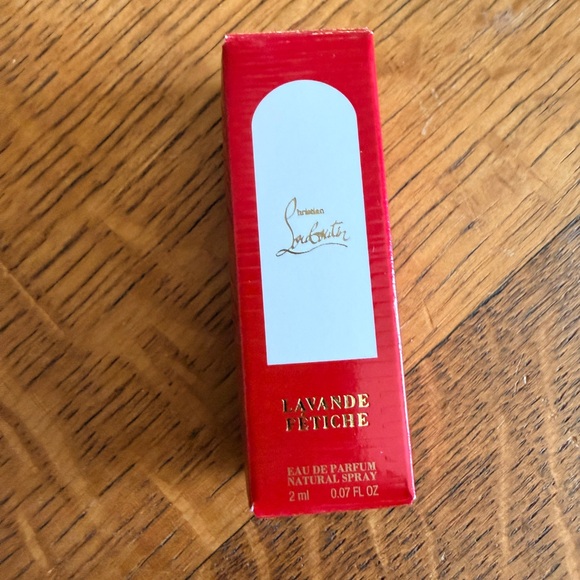 Christian
Louboutin
LAVANDE
FÉTICHE
EAU DE PARFUM
NATURAL SPRAY
2 ml 0.07 FL OZ